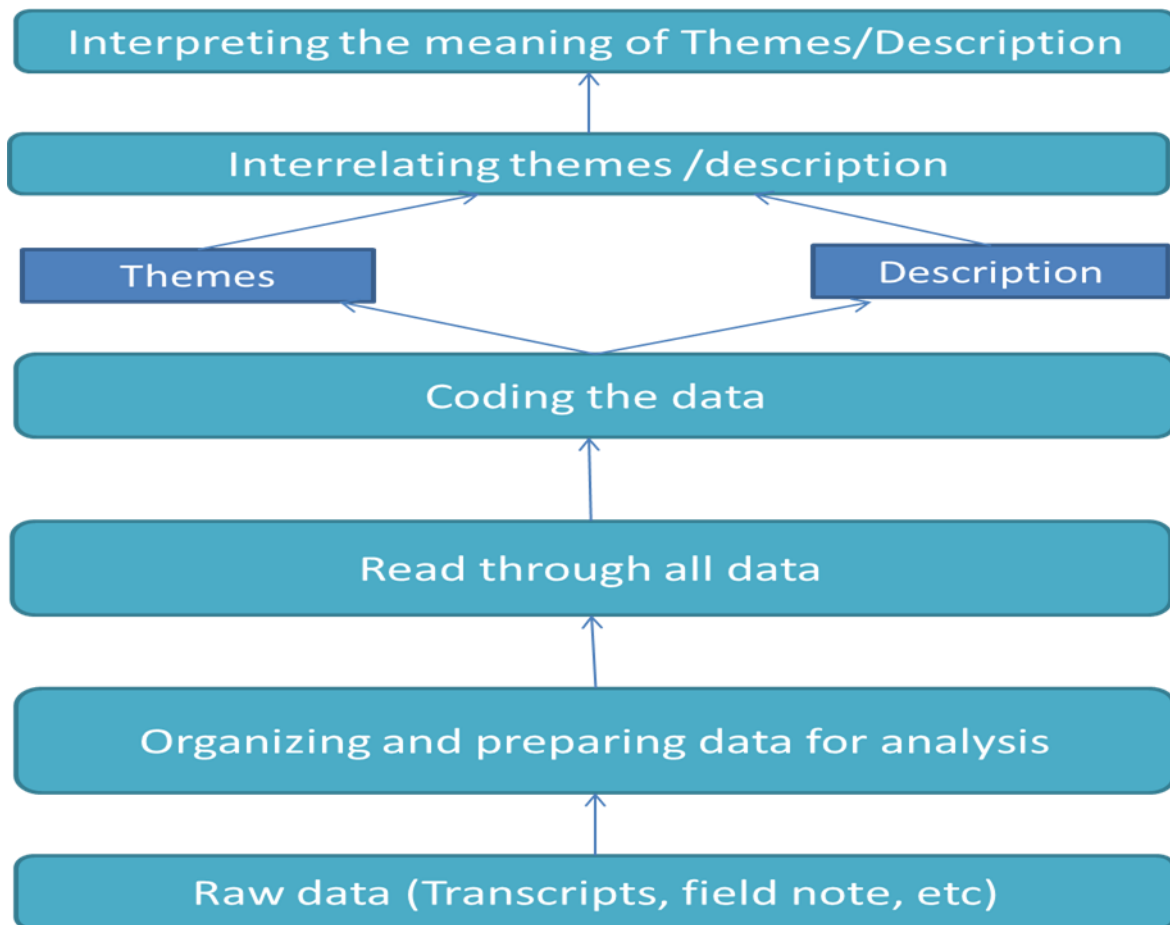 Interpreting the meaning of Themes/Description
Interrelating themes /description
Themes
Description
Coding the data
Read through all data
Organizing and preparing data for analysis
Raw data (Transcripts, field note, etc)